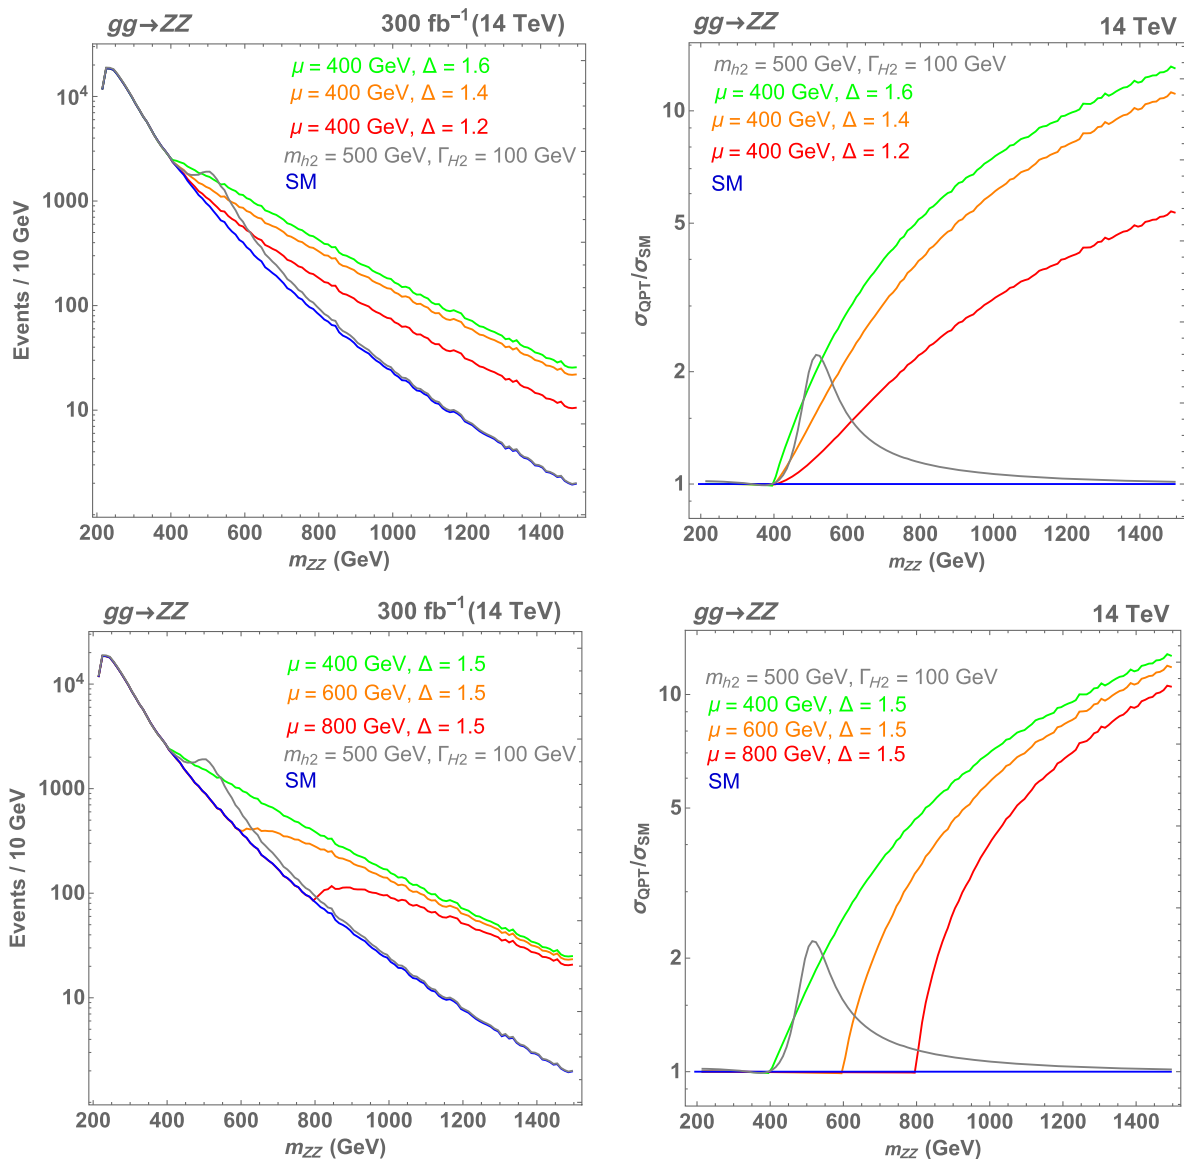 gg→ZZ 300 fb⁻¹ (14 TeV)
μ = 400 GeV, Δ = 1.6
μ = 400 GeV, Δ = 1.4
μ = 400 GeV, Δ = 1.2
m_h2 = 500 GeV, Γ_H2 = 100 GeV
SM
Events / 10 GeV
10⁴
1000
100
10
200 400 600 800 1000 1200 1400
m_ZZ (GeV)
gg→ZZ 14 TeV
m_h2 = 500 GeV, Γ_H2 = 100 GeV
μ = 400 GeV, Δ = 1.6
μ = 400 GeV, Δ = 1.4
μ = 400 GeV, Δ = 1.2
SM
σ_QPT/σ_SM
10
5
2
1
200 400 600 800 1000 1200 1400
m_ZZ (GeV)
gg→ZZ 300 fb⁻¹ (14 TeV)
μ = 400 GeV, Δ = 1.5
μ = 600 GeV, Δ = 1.5
μ = 800 GeV, Δ = 1.5
m_h2 = 500 GeV, Γ_H2 = 100 GeV
SM
Events / 10 GeV
10⁴
1000
100
10
200 400 600 800 1000 1200 1400
m_ZZ (GeV)
gg→ZZ 14 TeV
m_h2 = 500 GeV, Γ_H2 = 100 GeV
μ = 400 GeV, Δ = 1.5
μ = 600 GeV, Δ = 1.5
μ = 800 GeV, Δ = 1.5
SM
σ_QPT/σ_SM
10
5
2
1
200 400 600 800 1000 1200 1400
m_ZZ (GeV)